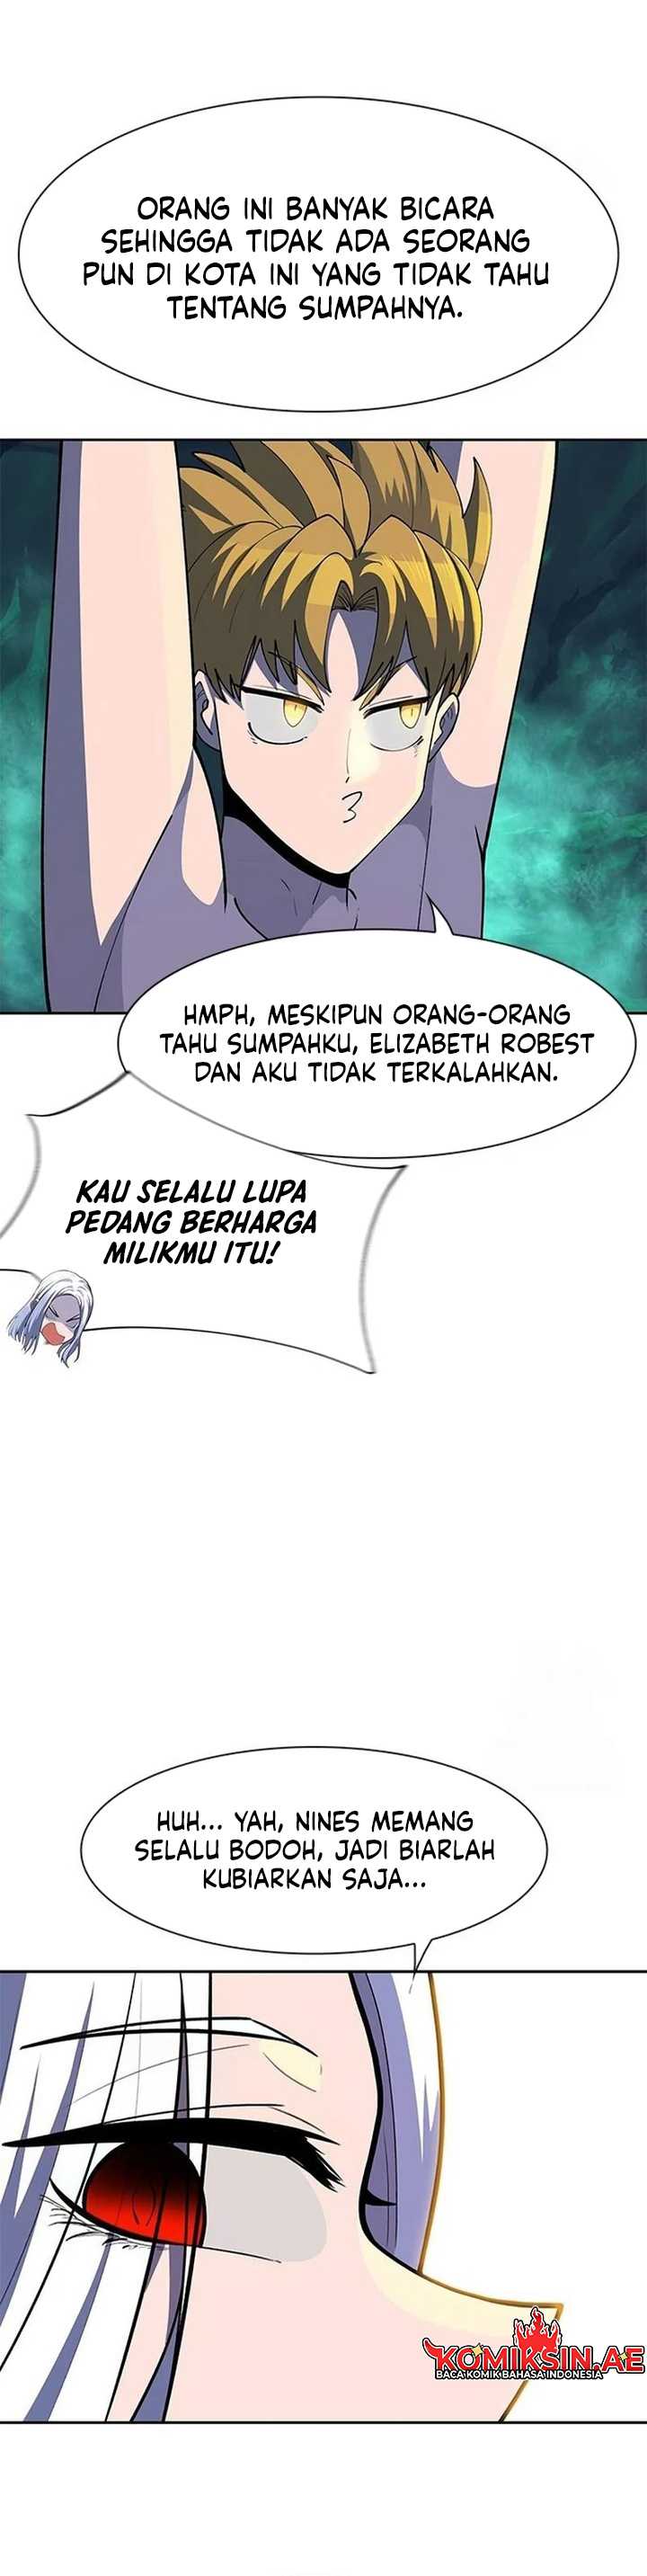 ORANG INI BANYAK BICARA
SEHINGGA TIDAK ADA SEORANG
PUN DI KOTA INI YANG TIDAK TAHU
TENTANG SUMPAHNYA.
HMPH, MESKIPUN ORANG-ORANG
TAHU SUMPAHKU, ELIZABETH ROBEST
DAN AKU TIDAK TERKALAHKAN.
KAU SELALU LUPA
PEDANG BERHARGA
MILIKMU ITU!
HUH... YAH, NINES MEMANG
SELALU BODOH, JADI BIARLAH
KUBIARKAN SAJA...
KOMIKSIN.AE
BACA KOMIK BAHASA INDONESIA